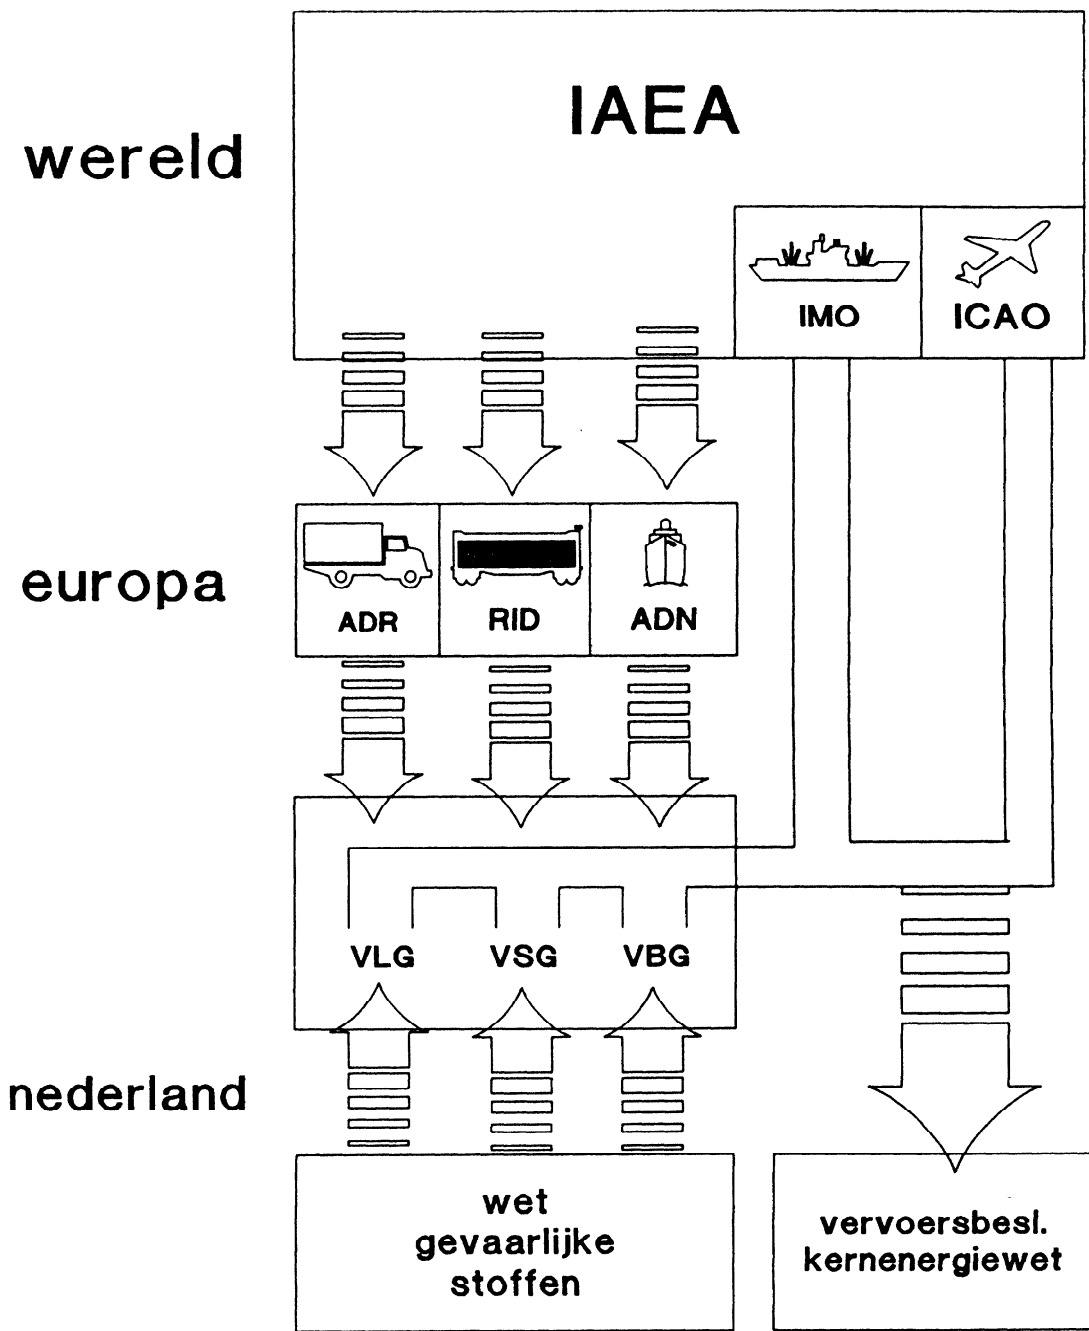 IAEA
wereld
IMO
ICAO
europa
ADR
RID
ADN
VLG
VSG
VBG
nederland
wet
gevaarlijke
stoffen
vervoersbesl.
kernenergiewet